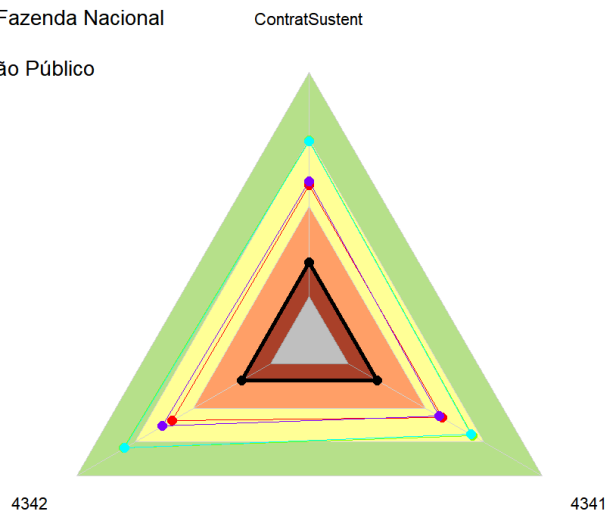 Fazenda Nacional
ContratSustent
ão Público
4342
4341